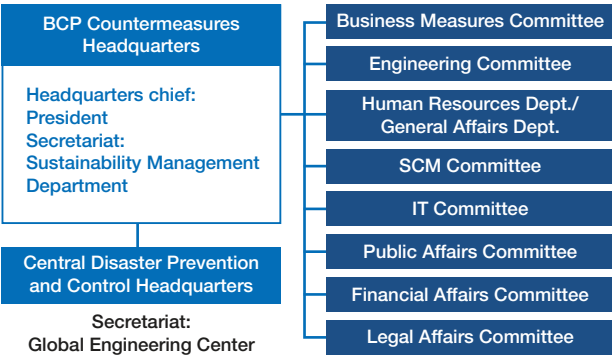 BCP Countermeasures
Headquarters
Headquarters chief:
President
Secretariat:
Sustainability Management
Department
Central Disaster Prevention
and Control Headquarters
Secretariat:
Global Engineering Center
Business Measures Committee
Engineering Committee
Human Resources Dept./
General Affairs Dept.
SCM Committee
IT Committee
Public Affairs Committee
Financial Affairs Committee
Legal Affairs Committee